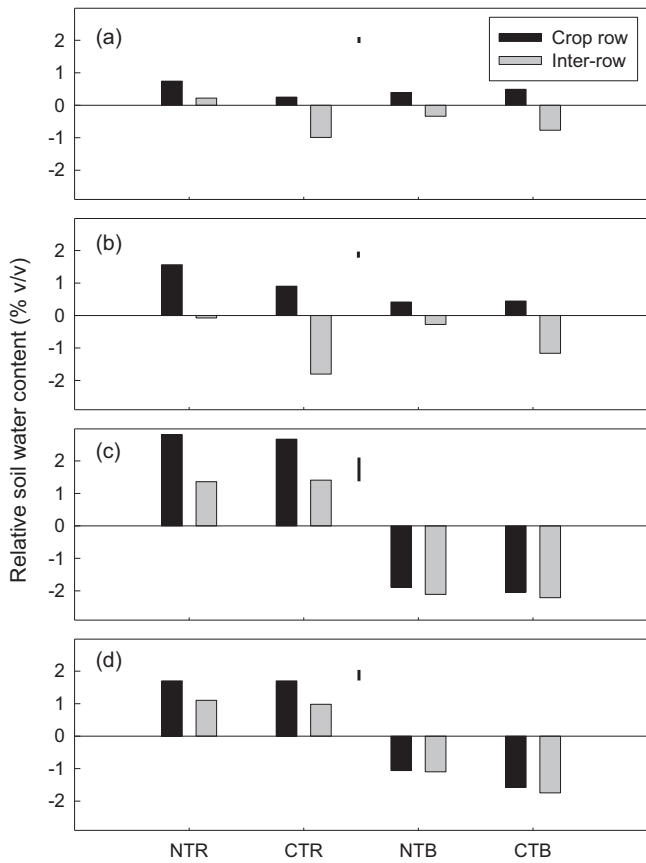 (a)
Crop row
Inter-row
2
1
0
-1
-2
(b)
2
1
0
-1
-2
Relative soil water content (% v/v)
(c)
2
1
0
-1
-2
(d)
2
1
0
-1
-2
NTR CTR NTB CTB